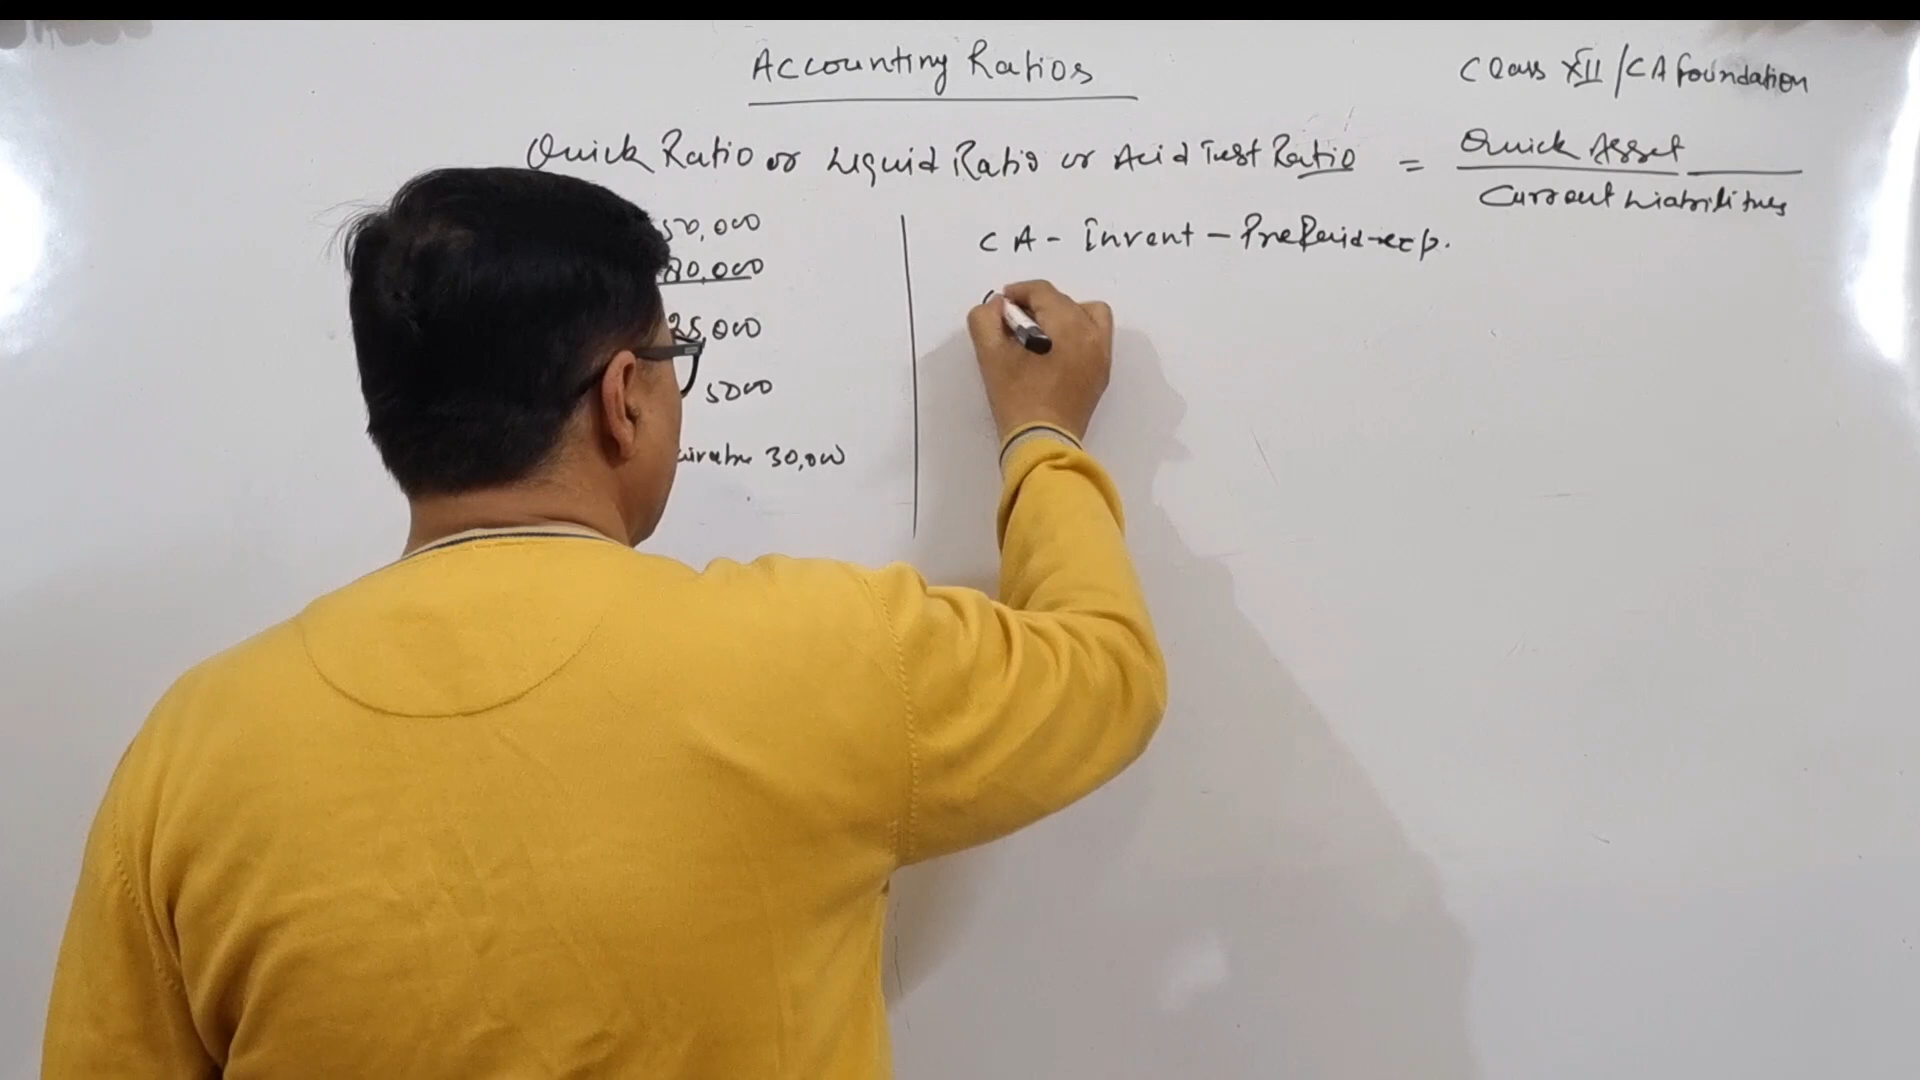 Accounting Ratios
Class XII / CA foundation
Quick Ratio or Liquid Ratio or Acid Test Ratio = Quick Asset
Current Liabilities
50,000
80,000
25,000
5000
30,000
CA - Invent - PrePaid exp.